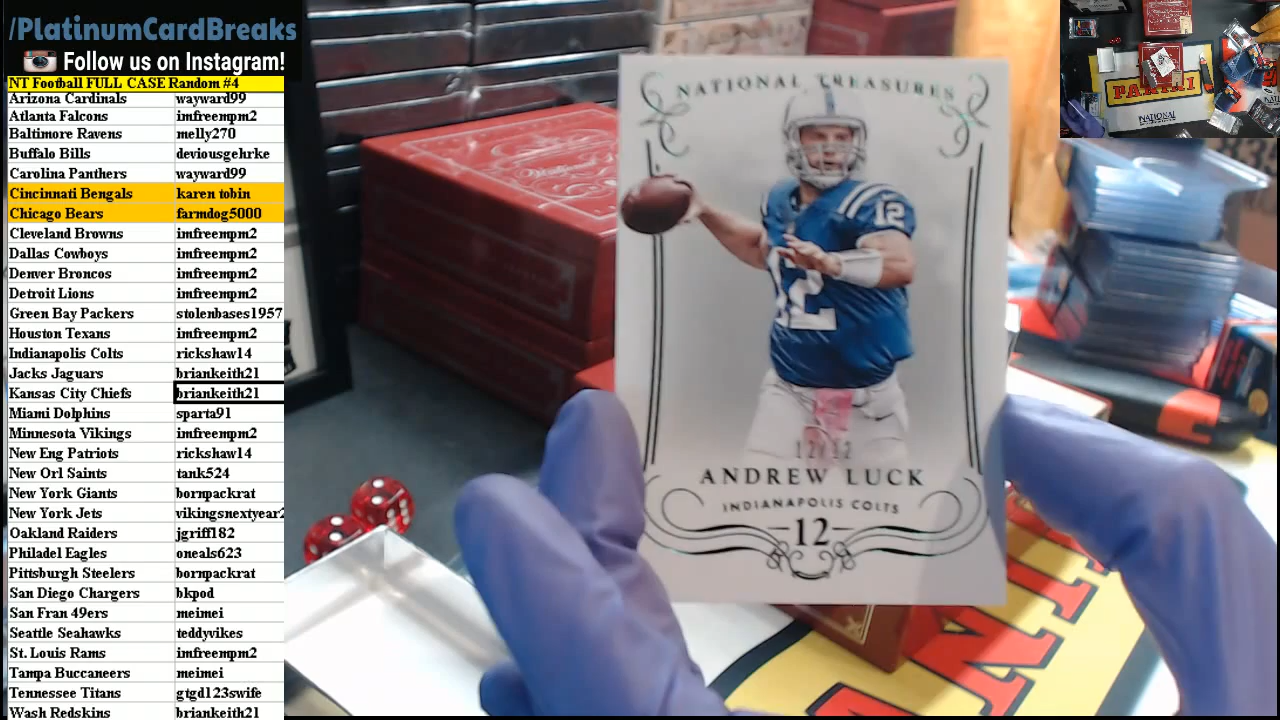 /PlatinumCardBreaks
Follow us on Instagram!
NT Football FULL CASE Random #4
Arizona Cardinals wayward99
Atlanta Falcons imfreempm2
Baltimore Ravens melly270
Buffalo Bills deviousgehrke
Carolina Panthers wayward99
Cincinnati Bengals karen tobin
Chicago Bears farmdog5000
Cleveland Browns imfreempm2
Dallas Cowboys imfreempm2
Denver Broncos imfreempm2
Detroit Lions imfreempm2
Green Bay Packers stolenbases1957
Houston Texans imfreempm2
Indianapolis Colts rickshaw14
Jacks Jaguars briankeith21
Kansas City Chiefs briankeith21
Miami Dolphins sparta91
Minnesota Vikings imfreempm2
New Eng Patriots rickshaw14
New Orl Saints tank524
New York Giants bornpackrat
New York Jets vikingsnextyear2
Oakland Raiders jgriff182
Philadel Eagles oneals623
Pittsburgh Steelers bornpackrat
San Diego Chargers bkpod
San Fran 49ers meimei
Seattle Seahawks teddyvikes
St. Louis Rams imfreempm2
Tampa Buccaneers meimei
Tennessee Titans gtgd123swife
Wash Redskins briankeith21
NATIONAL TREASURES
12
12
ANDREW LUCK
INDIANAPOLIS COLTS
12
PANINI
NATIONAL